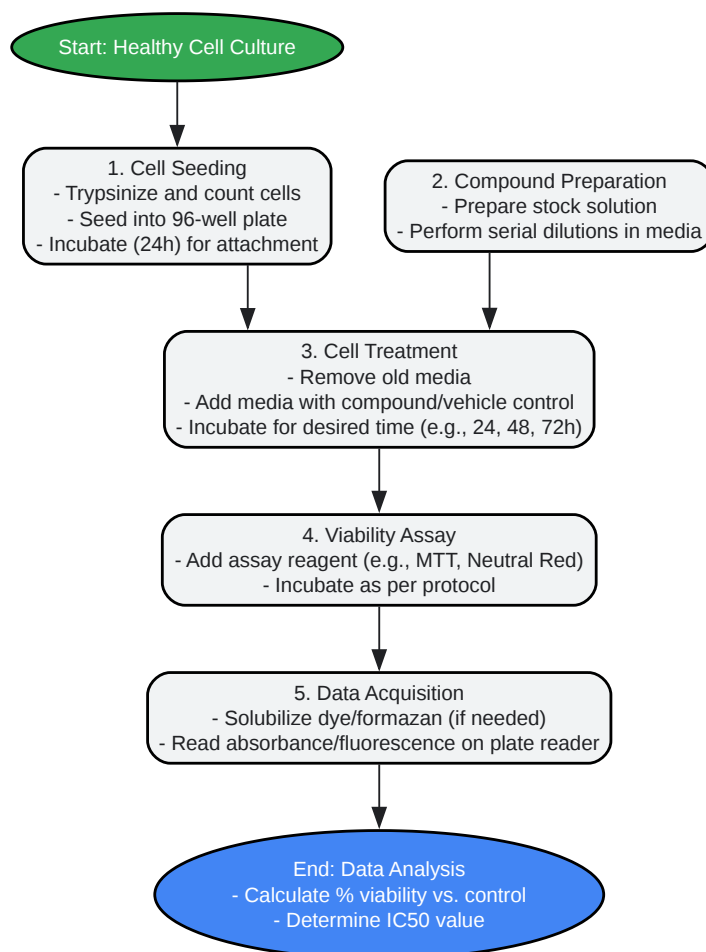 Start: Healthy Cell Culture
1. Cell Seeding
- Trypsinize and count cells
- Seed into 96-well plate
- Incubate (24h) for attachment
2. Compound Preparation
- Prepare stock solution
- Perform serial dilutions in media
3. Cell Treatment
- Remove old media
- Add media with compound/vehicle control
- Incubate for desired time (e.g., 24, 48, 72h)
4. Viability Assay
- Add assay reagent (e.g., MTT, Neutral Red)
- Incubate as per protocol
5. Data Acquisition
- Solubilize dye/formazan (if needed)
- Read absorbance/fluorescence on plate reader
End: Data Analysis
- Calculate % viability vs. control
- Determine IC50 value